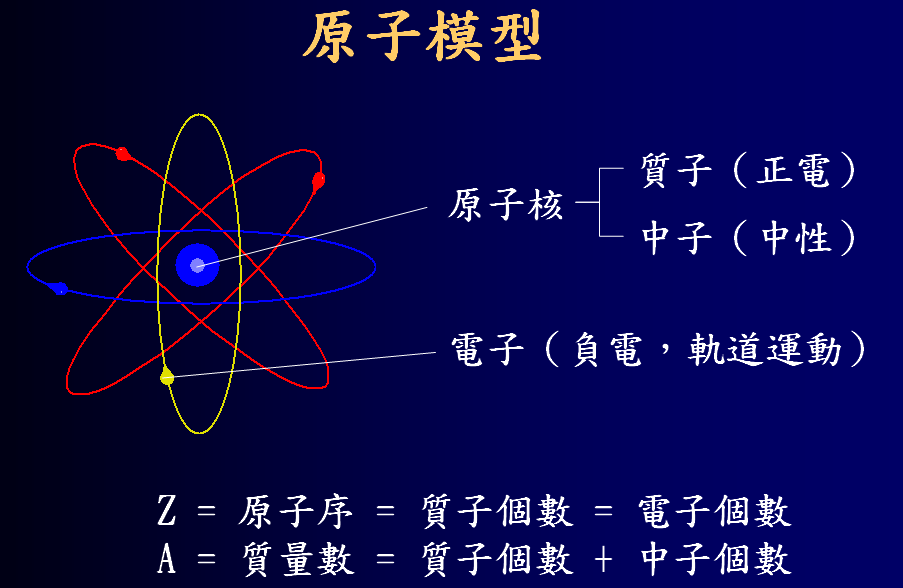 原子模型
原子核
質子（正電）
中子（中性）
電子（負電，軌道運動）
Z = 原子序 = 質子個數 = 電子個數
A = 質量數 = 質子個數 + 中子個數